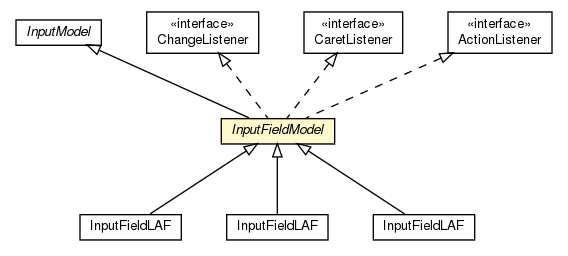 InputModel
«interface»
ChangeListener
«interface»
CaretListener
«interface»
ActionListener
InputFieldModel
InputFieldLAF
InputFieldLAF
InputFieldLAF